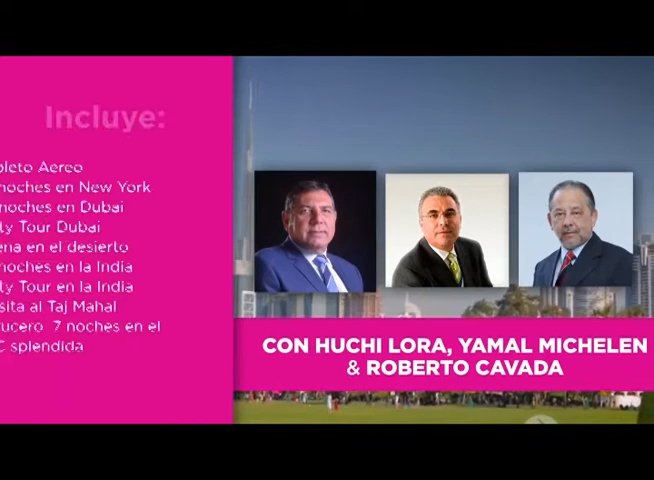 Incluye:
pleto Aereo
noches en New York
noches en Dubai
ty Tour Dubai
ena en el desierto
noches en la India
ty Tour en la India
sita al Taj Mahal
rucero 7 noches en el
C splendida
CON HUCHI LORA, YAMAL MICHELEN
& ROBERTO CAVADA